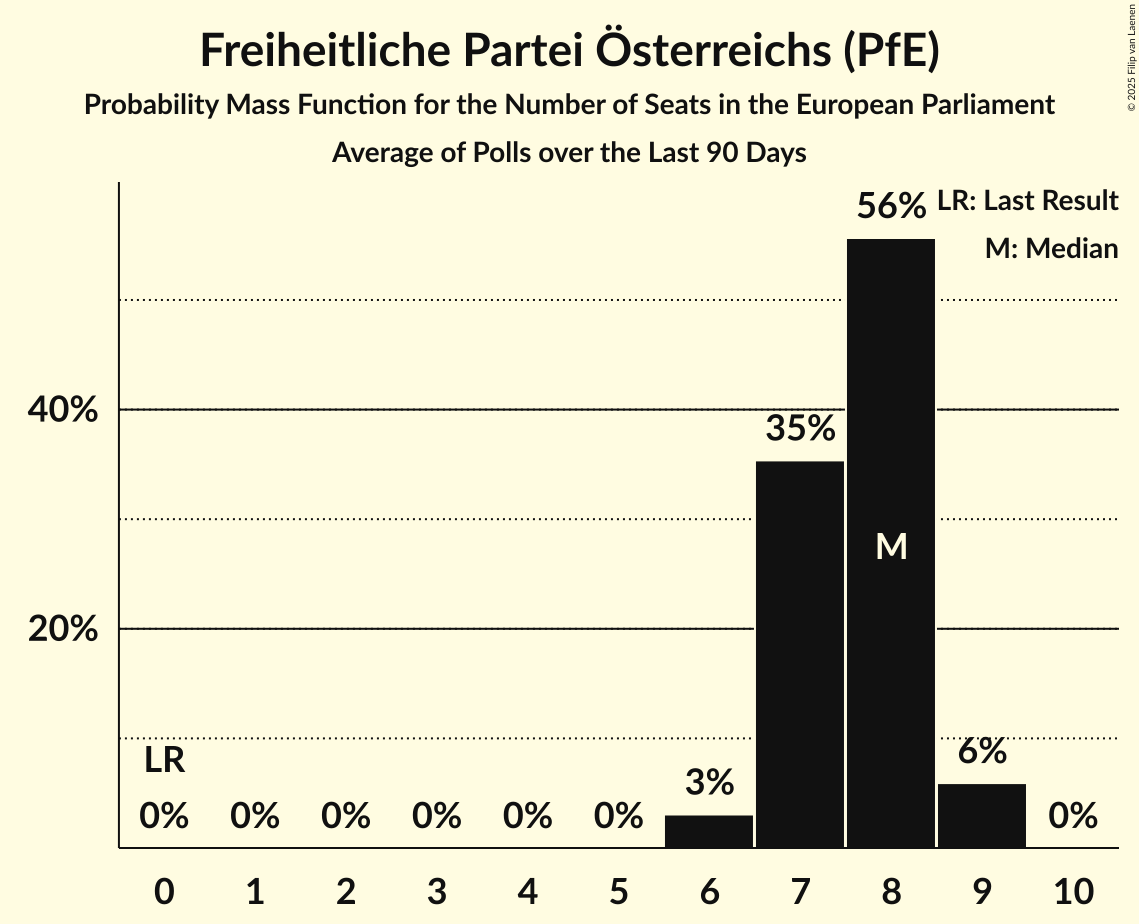 Freiheitliche Partei Österreichs (PfE)
Probability Mass Function for the Number of Seats in the European Parliament
Average of Polls over the Last 90 Days
© 2025 Filip van Laenen
LR: Last Result
M: Median
56%
40%
35%
M
20%
LR
0% 0% 0% 0% 0% 0% 3% 6% 0%
0 1 2 3 4 5 6 7 8 9 10